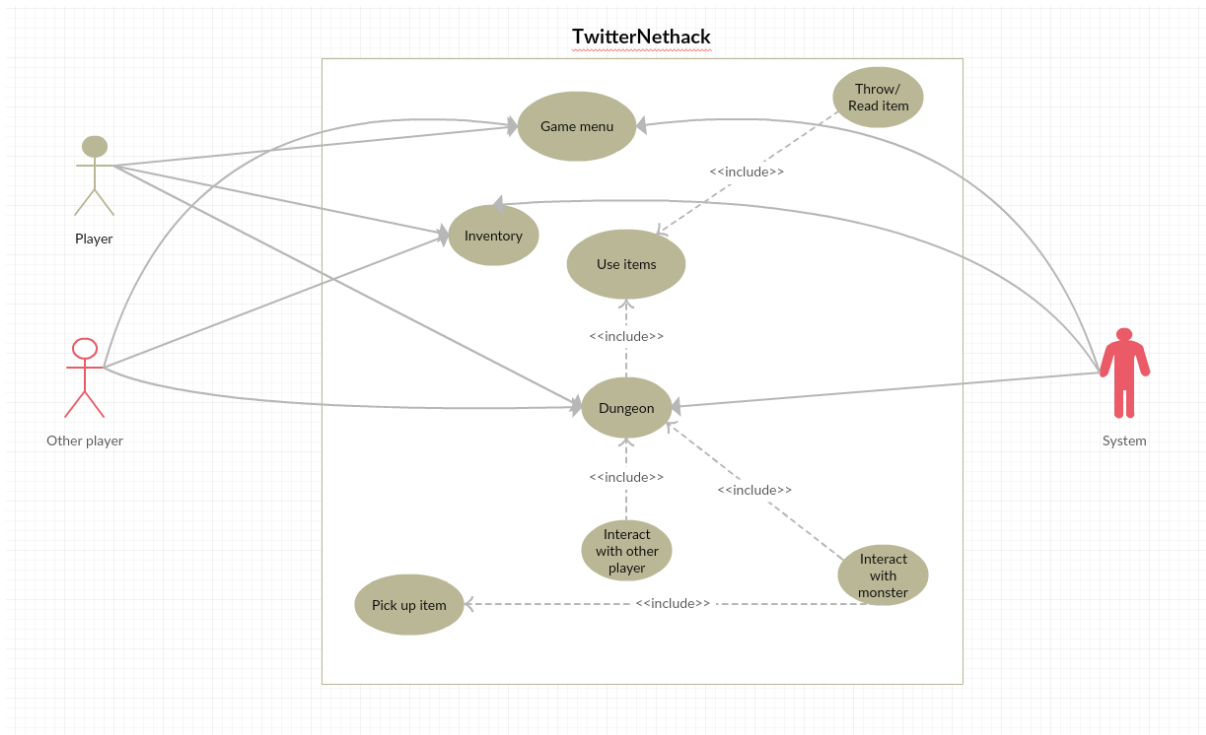 TwitterNethack
Throw/
Read item
Game menu
<<include>>
Player
Inventory
Use items
<<include>>
Dungeon
Other player
System
<<include>>
<<include>>
Interact
with other
player
Interact
with
monster
Pick up item
<<include>>